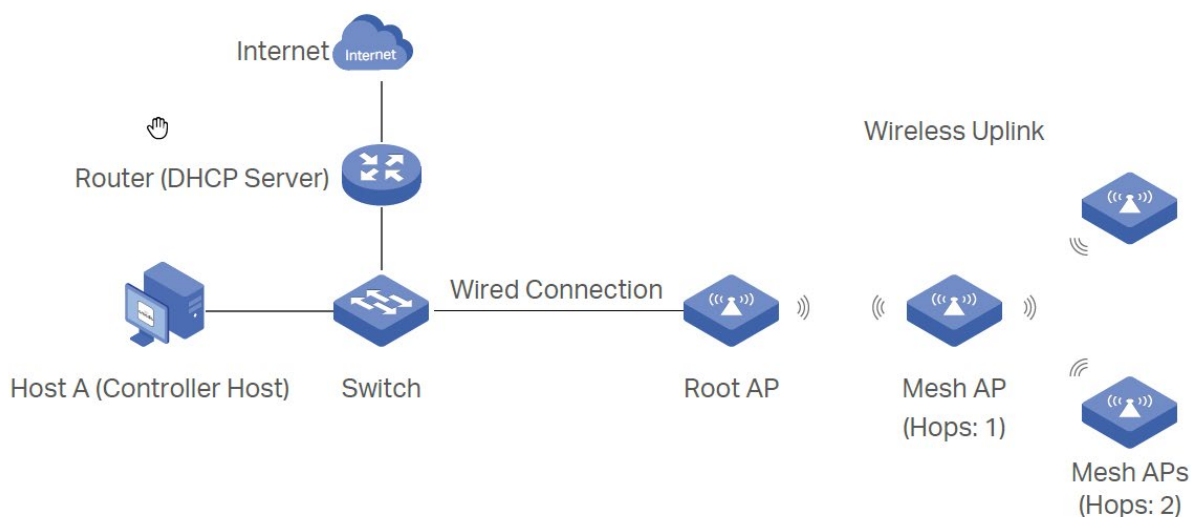 Internet
Internet
Wireless Uplink
Router (DHCP Server)
Wired Connection
Host A (Controller Host)
Switch
Root AP
Mesh AP
(Hops: 1)
Mesh APs
(Hops: 2)